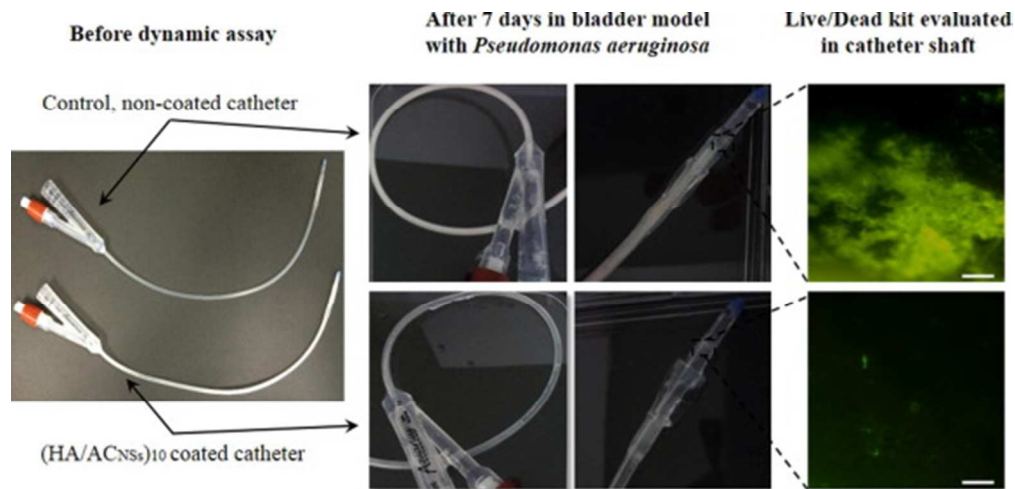 Before dynamic assay
After 7 days in bladder model
with Pseudomonas aeruginosa
Live/Dead kit evaluated
in catheter shaft
Control, non-coated catheter
(HA/ACNSs)10 coated catheter